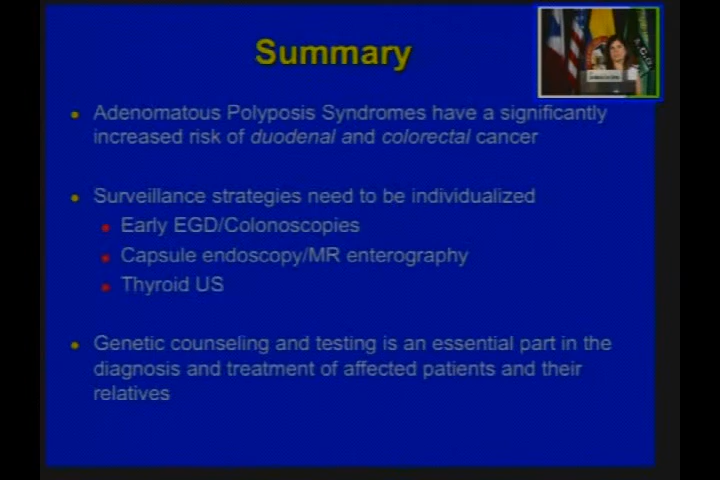 Summary
Adenomatous Polyposis Syndromes have a significantly
increased risk of duodenal and colorectal cancer
Surveillance strategies need to be individualized
Early EGD/Colonoscopies
Capsule endoscopy/MR enterography
Thyroid US
Genetic counseling and testing is an essential part in the
diagnosis and treatment of affected patients and their
relatives